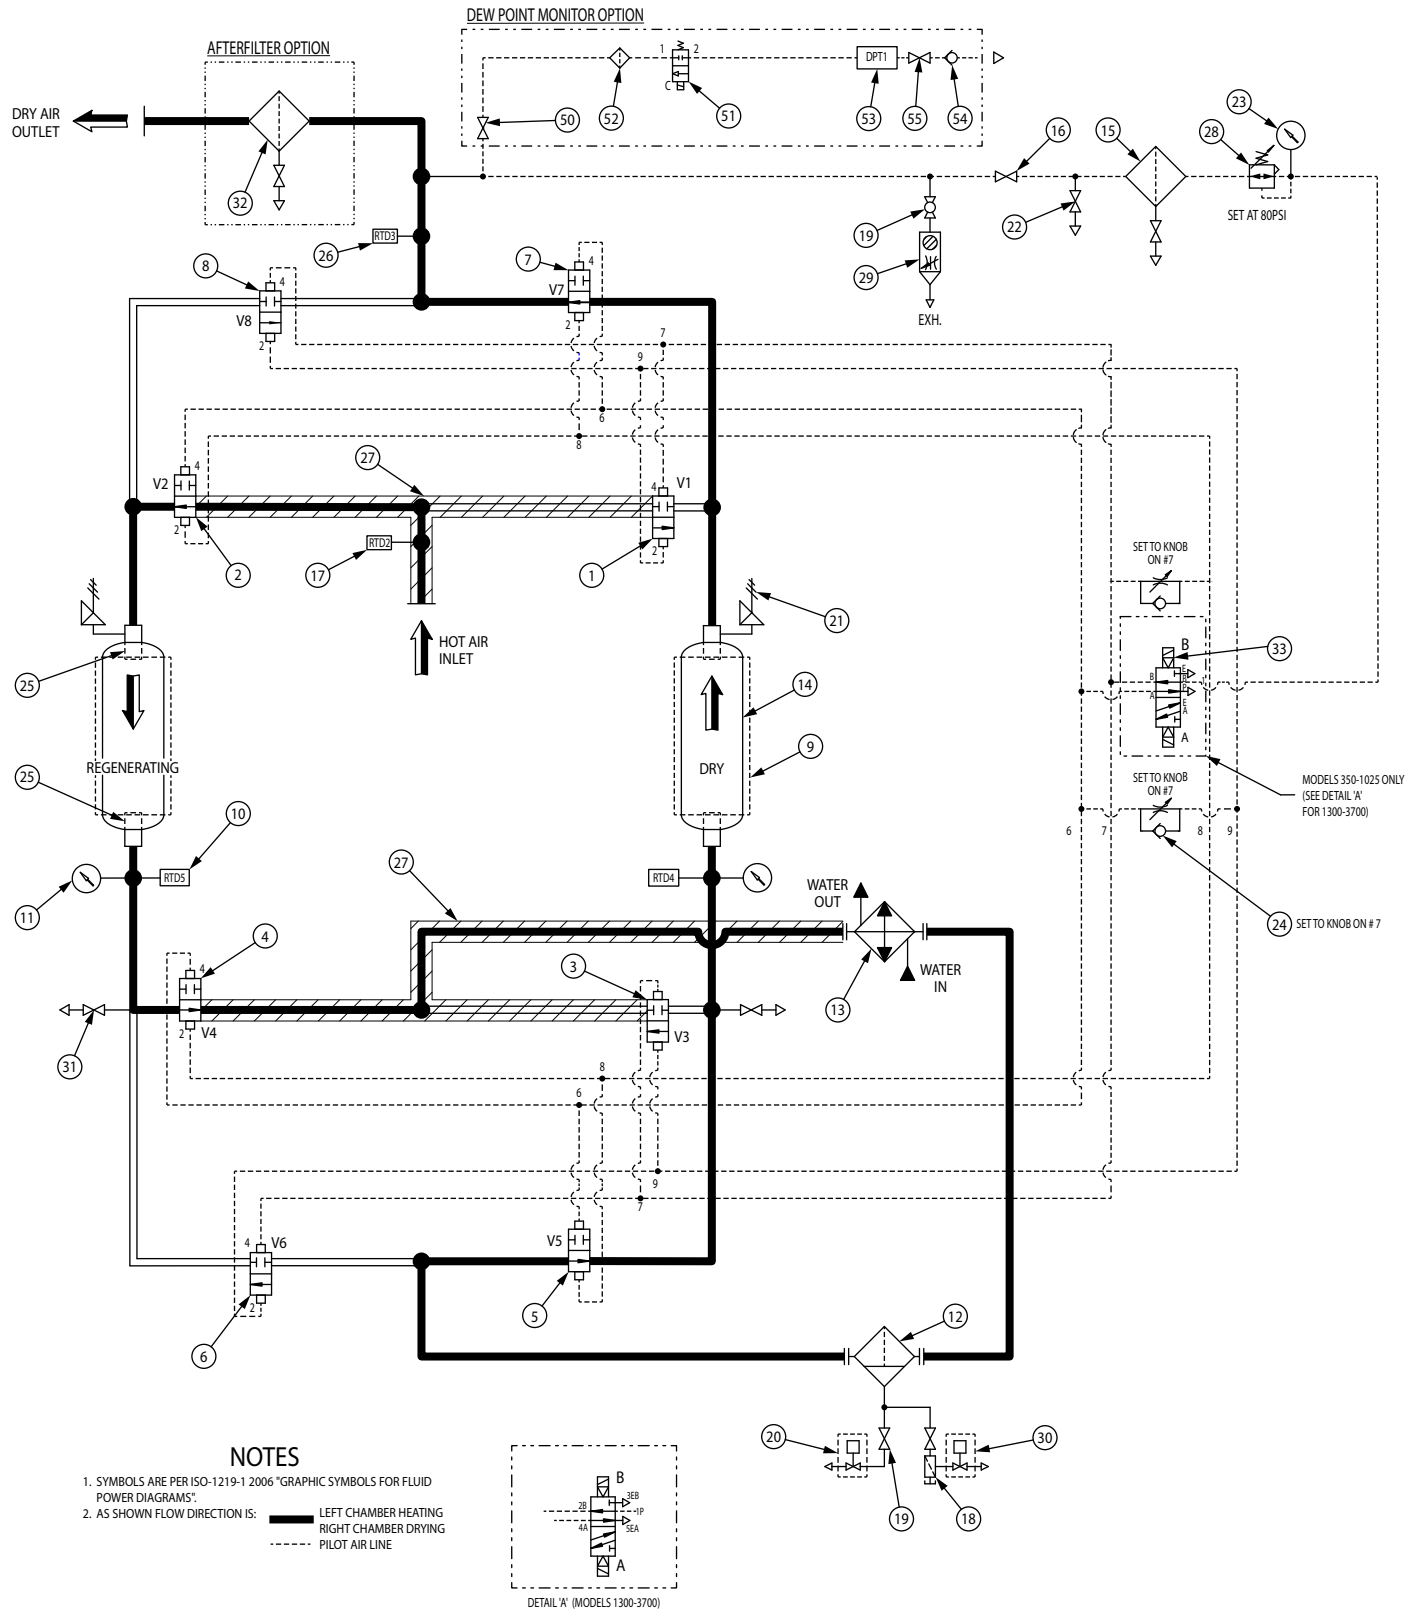 DEW POINT MONITOR OPTION
AFTERFILTER OPTION
DRY AIR
OUTLET
1
2
C
DPT1
50
52
51
53
55
54
32
16
15
28
23
SET AT 80PSI
22
19
29
EXH.
RTD3
26
8
4
V8
2
7
4
V7
2
7
9
6
8
27
V2
4
2
2
V1
4
2
1
RTD2
17
HOT AIR
INLET
SET TO KNOB
ON #7
21
25
14
9
REGENERATING
DRY
25
B
33
E
B
B
P
1
A
E
A
A
SET TO KNOB
ON #7
MODELS 350-1025 ONLY
(SEE DETAIL 'A'
FOR 1300-3700)
6
7
8
9
24
SET TO KNOB ON # 7
10
RTD5
11
RTD4
27
WATER
OUT
WATER
IN
13
4
4
V4
2
3
V3
31
8
6
9
7
4
V6
2
6
V5
5
12
20
30
19
18
NOTES
1. SYMBOLS ARE PER ISO-1219-1 2006 "GRAPHIC SYMBOLS FOR FLUID
POWER DIAGRAMS".
2. AS SHOWN FLOW DIRECTION IS:
LEFT CHAMBER HEATING
RIGHT CHAMBER DRYING
PILOT AIR LINE
B
3EB
2B
1P
4A
5EA
A
DETAIL 'A' (MODELS 1300-3700)